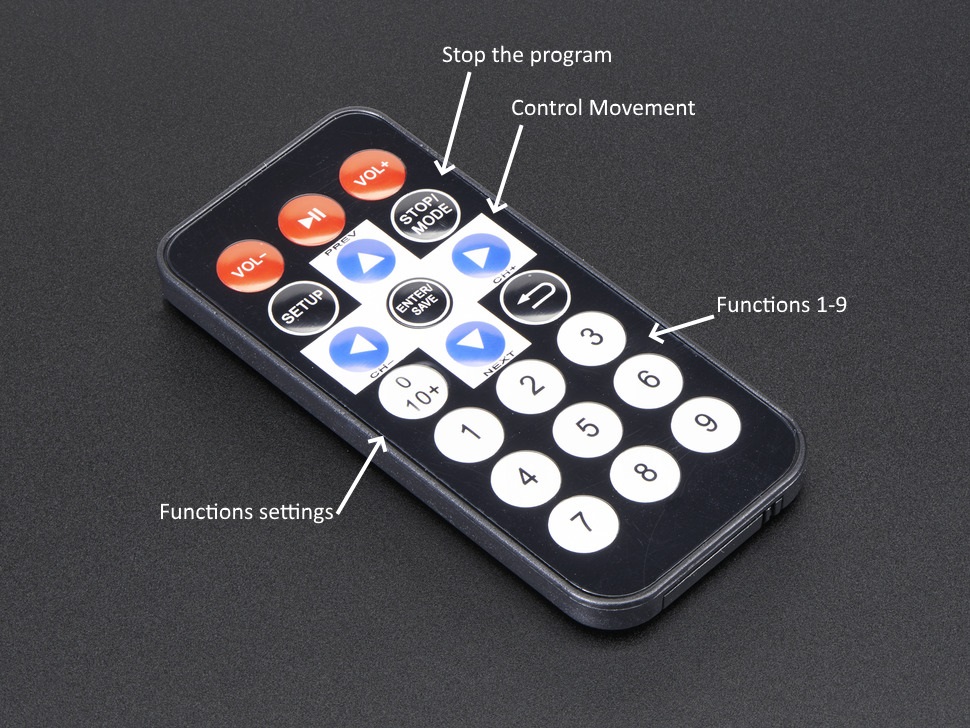 Stop the program
Control Movement
VOL+
STOP/
MODE
VOL-
PREV
CH+
SETUP
ENTER/
SAVE
Functions 1-9
CH-
NEXT
0
10+
3
2
6
1
5
9
4
8
7
Functions settings